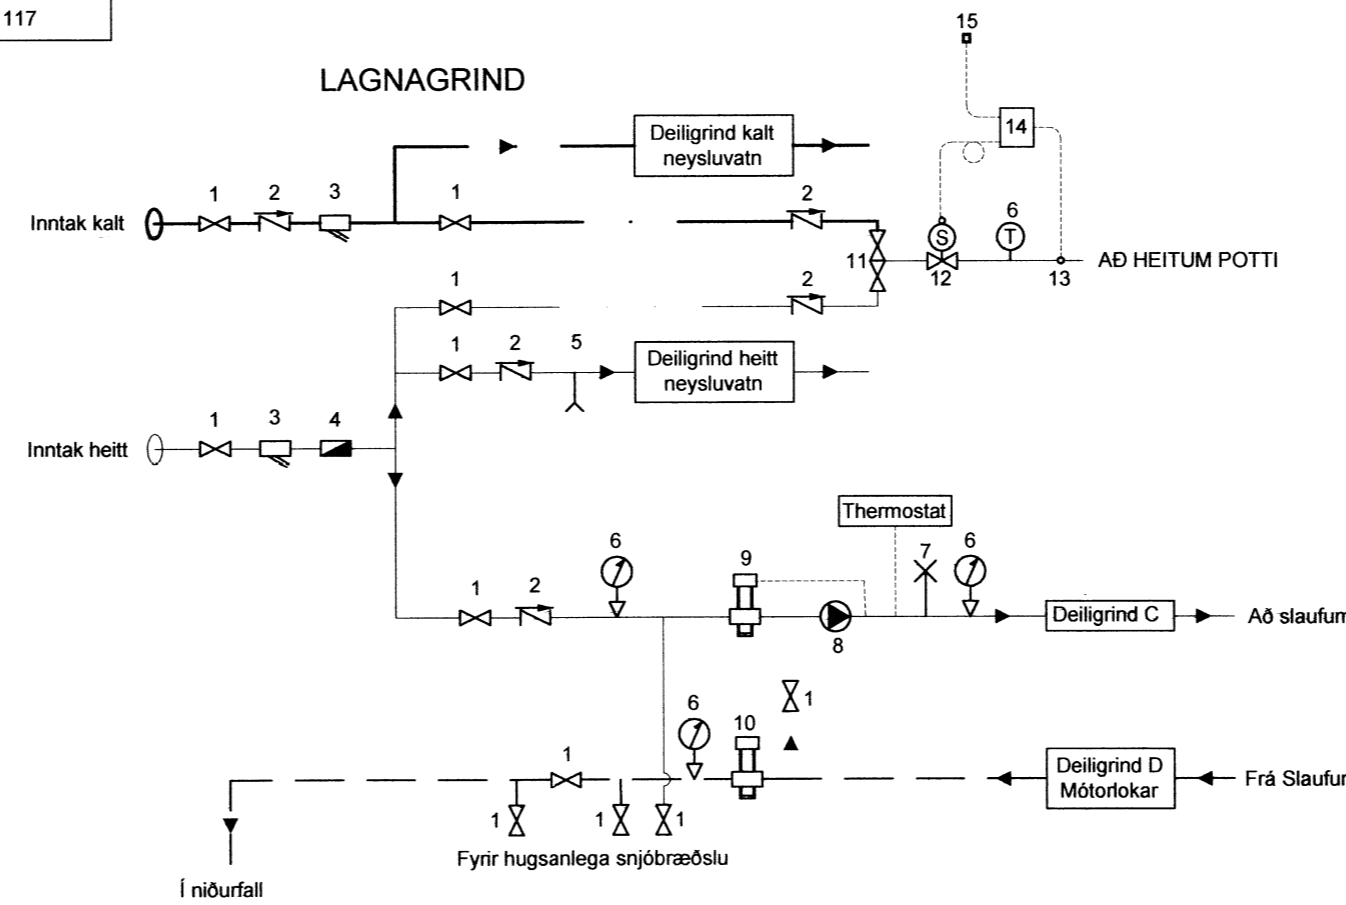 117
LAGNAGRIND
15
14
Deiligrind kalt
neysluvatn
1
2
3
1
2
6
Inntak kalt
S
T
11
12
13
AÐ HEITUM POTTI
1
2
1
2
5
Deiligrind heitt
neysluvatn
1
3
4
Inntak heitt
Thermostat
6
9
7
6
1
2
8
Deiligrind C
Að slaufum
6
10
1
1
Deiligrind D
Mótorlokar
Frá Slaufur
1
1
1
Fyrir hugsanlega snjóbræðslu
Í niðurfall